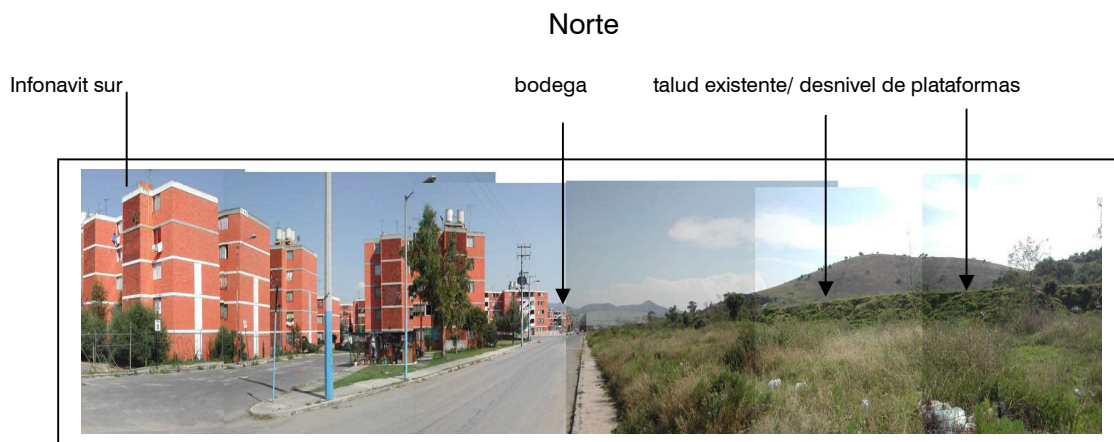 Norte
Infonavit sur
bodega
talud existente/ desnivel de plataformas